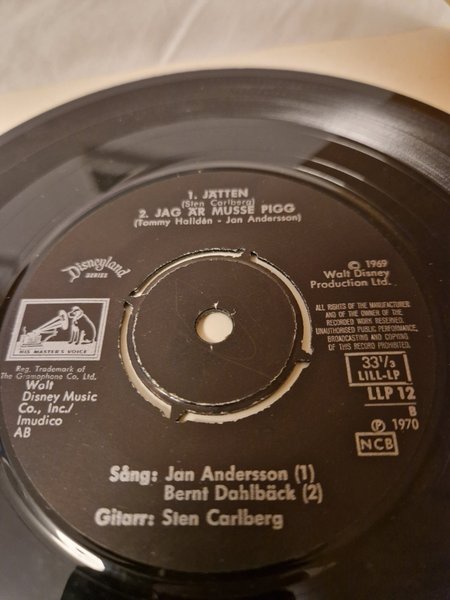 1. JÄTTEN
(Sten Carlberg)
2. JAG ÄR MUSSE PIGG
(Tommy Halldén - Jan Andersson)
Disneyland
SERIES
HIS MASTER'S VOICE
Reg. Trademark of
The Gramophone Co. Ltd.
Walt
Disney Music
Co., Inc./
Imudico
AB
© 1969
Walt Disney
Production Ltd.
ALL RIGHTS OF THE MANUFACTURER
AND OF THE OWNER OF THE
RECORDED WORK RESERVED.
UNAUTHORISED PUBLIC PERFORMANCE,
BROADCASTING AND COPYING
OF THIS RECORD PROHIBITED.
33 1/3
LILL-LP
LLP 12
B
℗ 1970
NCB
Sång: Jan Andersson (1)
Bernt Dahlbäck (2)
Gitarr: Sten Carlberg